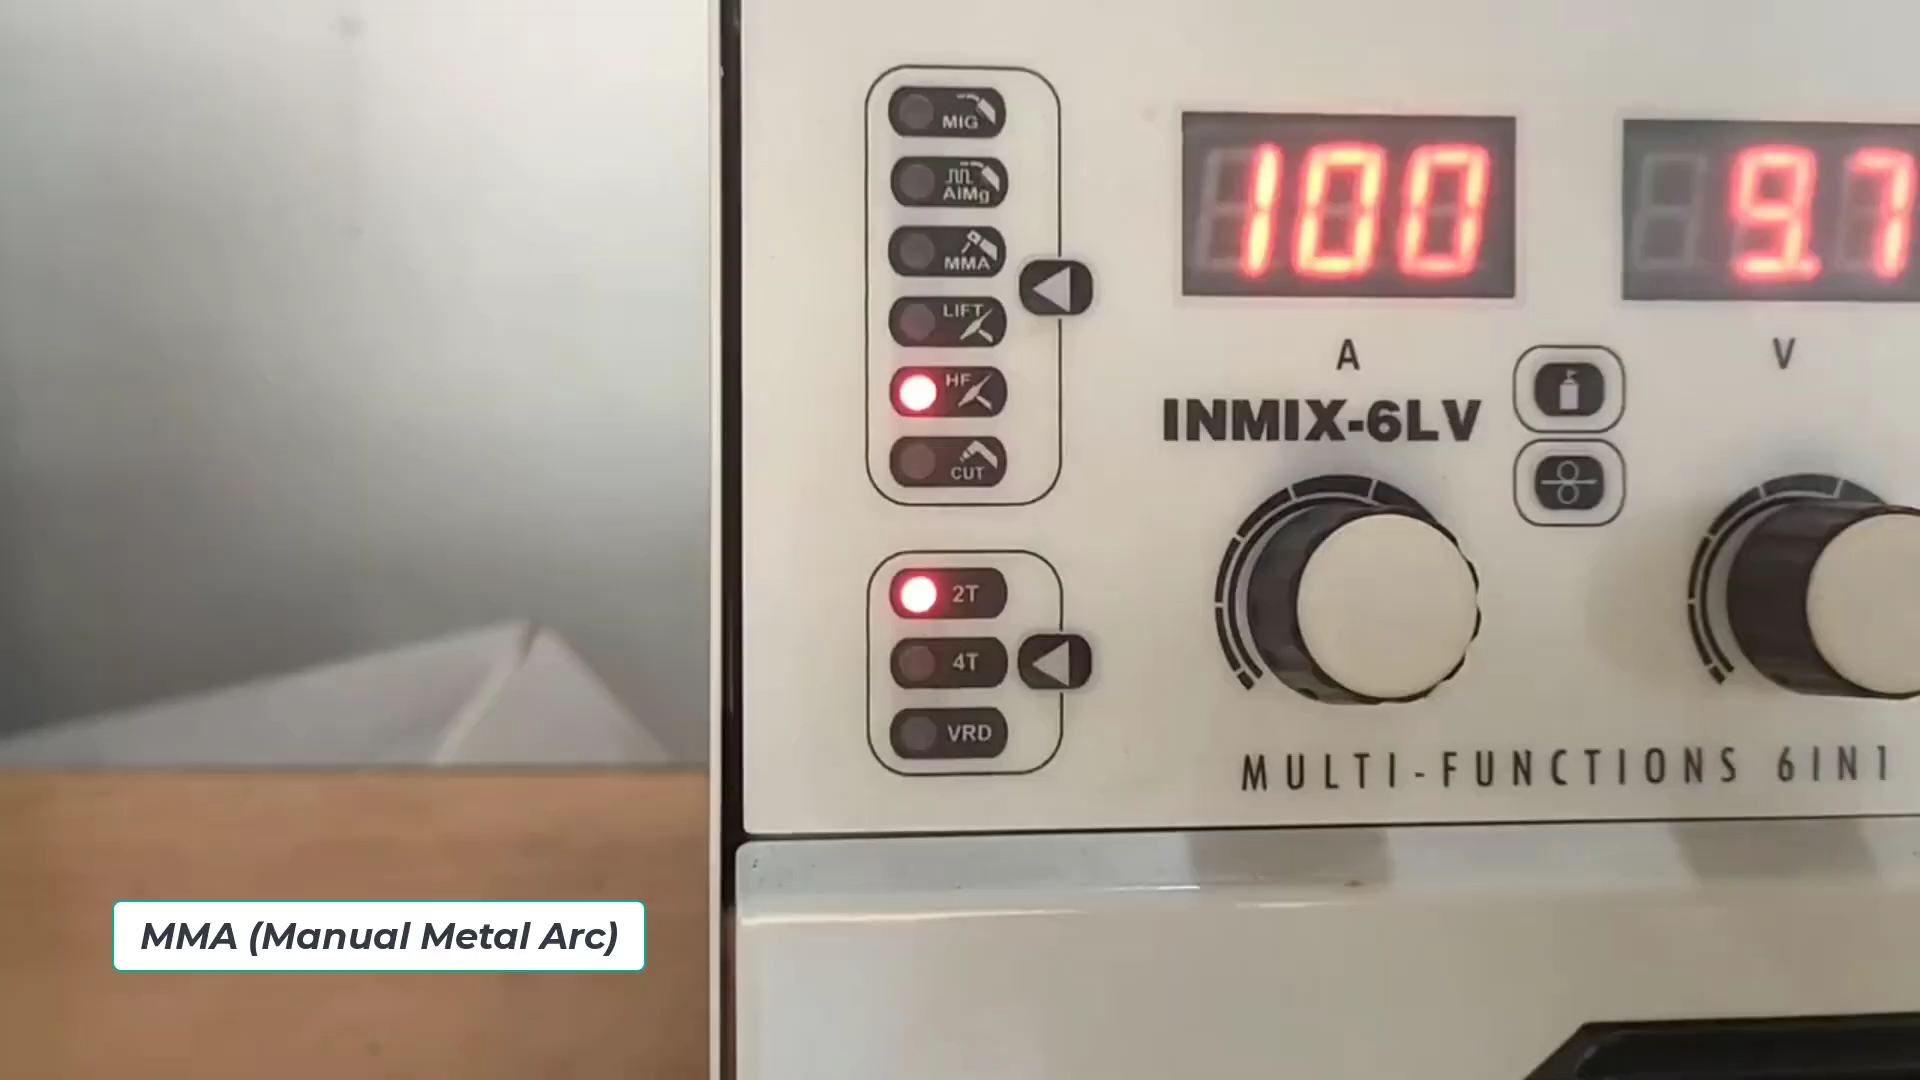 MIG
AlMg
MMA
LIFT
HF
CUT
2T
4T
VRD
100
9.7
A
V
INMIX-6LV
MULTI-FUNCTIONS 6IN1
MMA (Manual Metal Arc)